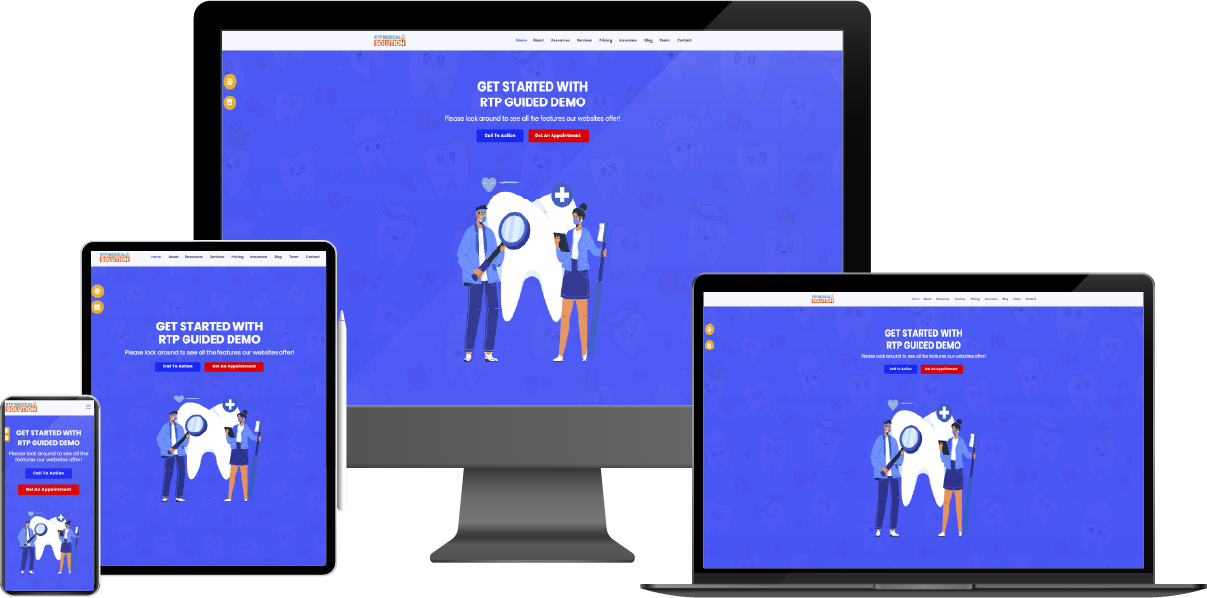 RTP MEDICAL
SOLUTION
Home About Resources Services Pricing Insurance Blog Team Contact
GET STARTED WITH
RTP GUIDED DEMO
Please look around to see all the features our websites offer!
Call To Action Get An Appointment
RTP MEDICAL
SOLUTION
Home About Resources Services Pricing Insurance Blog Team Contact
GET STARTED WITH
RTP GUIDED DEMO
Please look around to see all the features our websites offer!
Call To Action Get An Appointment
RTP MEDICAL
SOLUTION
Home About Resources Services Pricing Insurance Blog Team Contact
GET STARTED WITH
RTP GUIDED DEMO
Please look around to see all the features our websites offer!
Call To Action Get An Appointment
RTP MEDICAL
SOLUTION
GET STARTED WITH
RTP GUIDED DEMO
Please look around to see all the
features our websites offer!
Call To Action
Get An Appointment